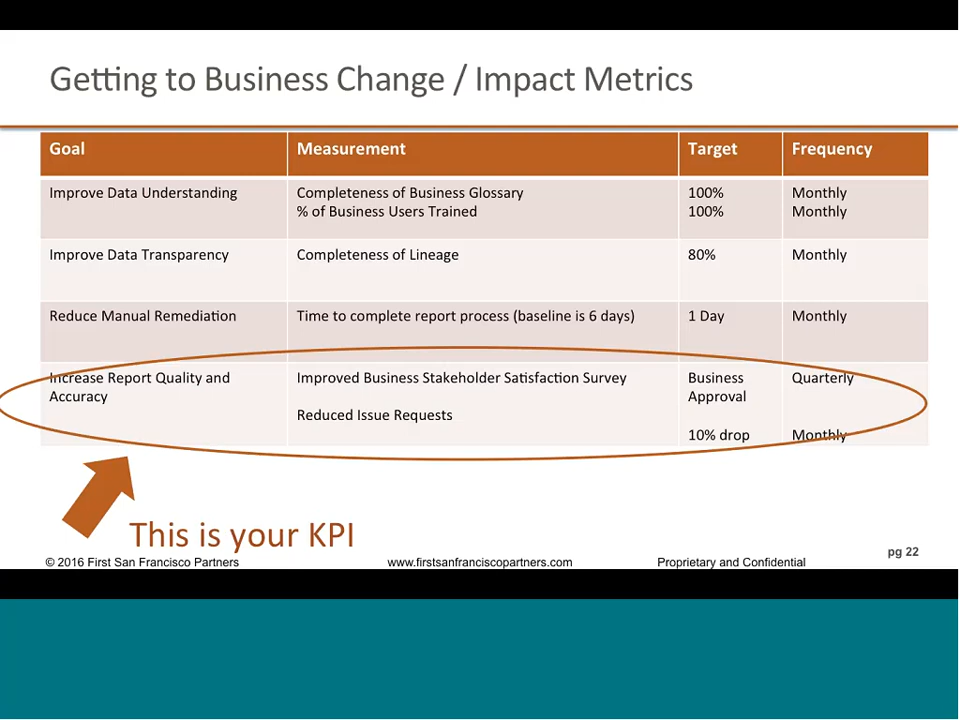 Getting to Business Change / Impact Metrics
Goal Measurement Target Frequency
Improve Data Understanding Completeness of Business Glossary 100% Monthly
% of Business Users Trained 100% Monthly
Improve Data Transparency Completeness of Lineage 80% Monthly
Reduce Manual Remediation Time to complete report process (baseline is 6 days) 1 Day Monthly
Increase Report Quality and Improved Business Stakeholder Satisfaction Survey Business Quarterly
Accuracy Approval
Reduced Issue Requests
10% drop Monthly
This is your KPI
pg 22
© 2016 First San Francisco Partners www.firstsanfranciscopartners.com Proprietary and Confidential